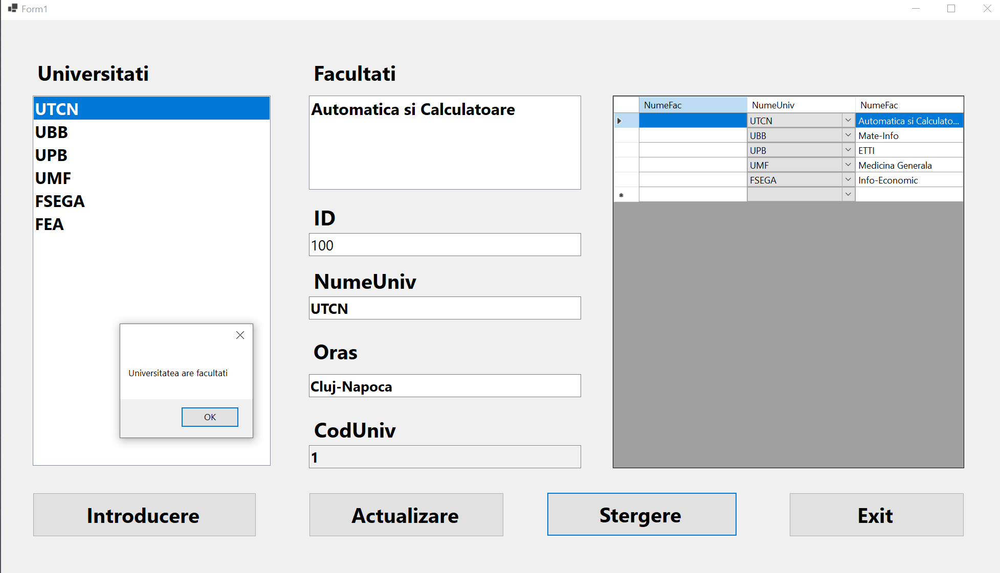 Form1
Universitati
UTCN
UBB
UPB
UMF
FSEGA
FEA
Universitatea are facultati
OK
Facultati
Automatica si Calculatoare
ID
100
NumeUniv
UTCN
Oras
Cluj-Napoca
CodUniv
1
NumeFac NumeUniv NumeFac
UTCN Automatica si Calculato...
UBB Mate-Info
UPB ETTI
UMF Medicina Generala
FSEGA Info-Economic
Introducere Actualizare Stergere Exit